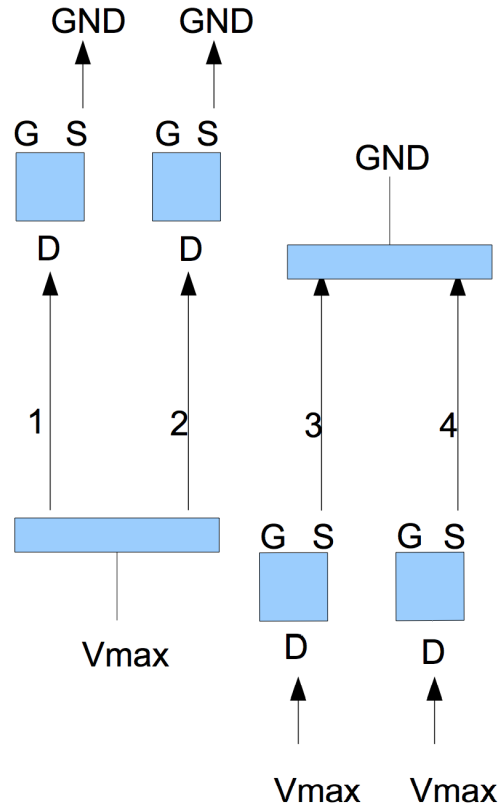 GND GND
G S G S
GND
D D
1 2 3 4
G S G S
Vmax
D D
Vmax Vmax